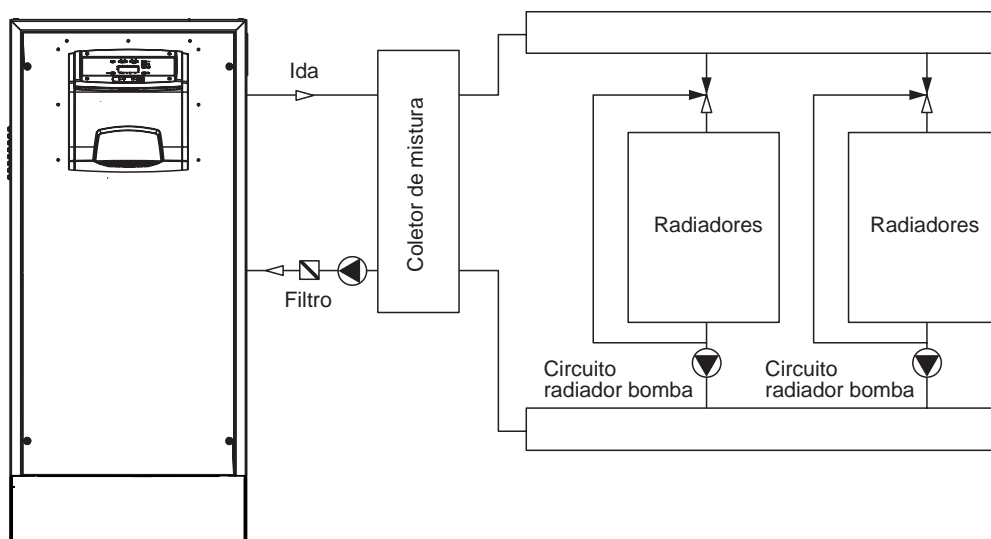 Ida
Coletor de mistura
Radiadores
Radiadores
Filtro
Circuito
radiador bomba
Circuito
radiador bomba